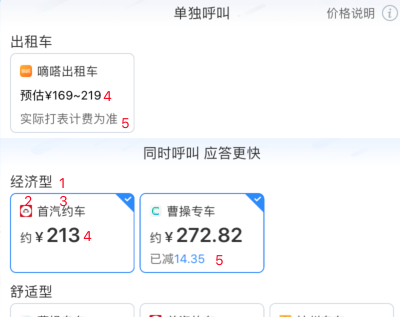 单独呼叫 价格说明
出租车
嘀嗒出租车
预估¥169~219 4
实际打表计费为准 5
同时呼叫 应答更快
经济型 1
2 3
首汽约车 曹操专车
约¥213 4 约¥272.82
已减14.35 5
舒适型